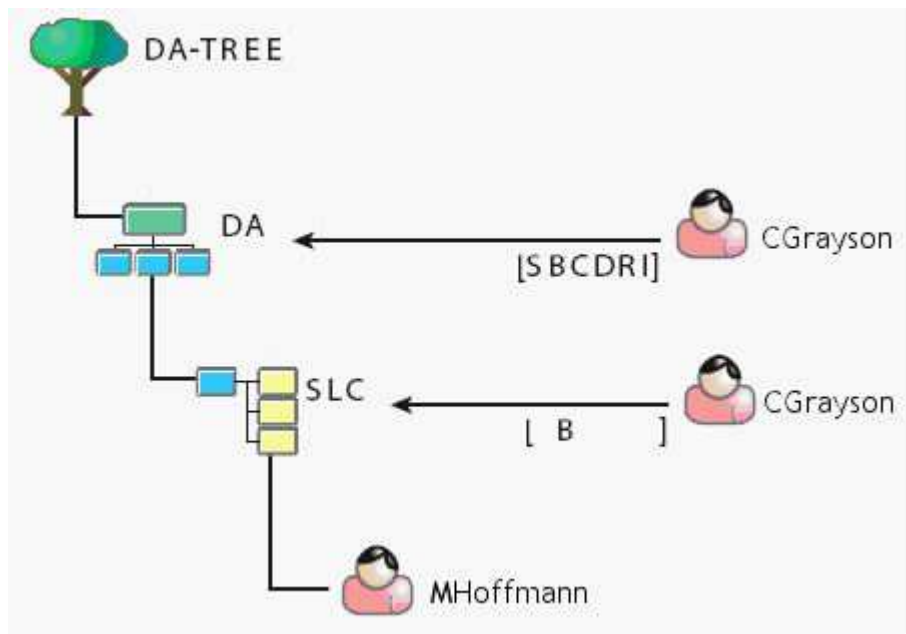 DA-TREE
DA
CGrayson
[SBCDRI]
SLC
CGrayson
[ B ]
MHoffmann